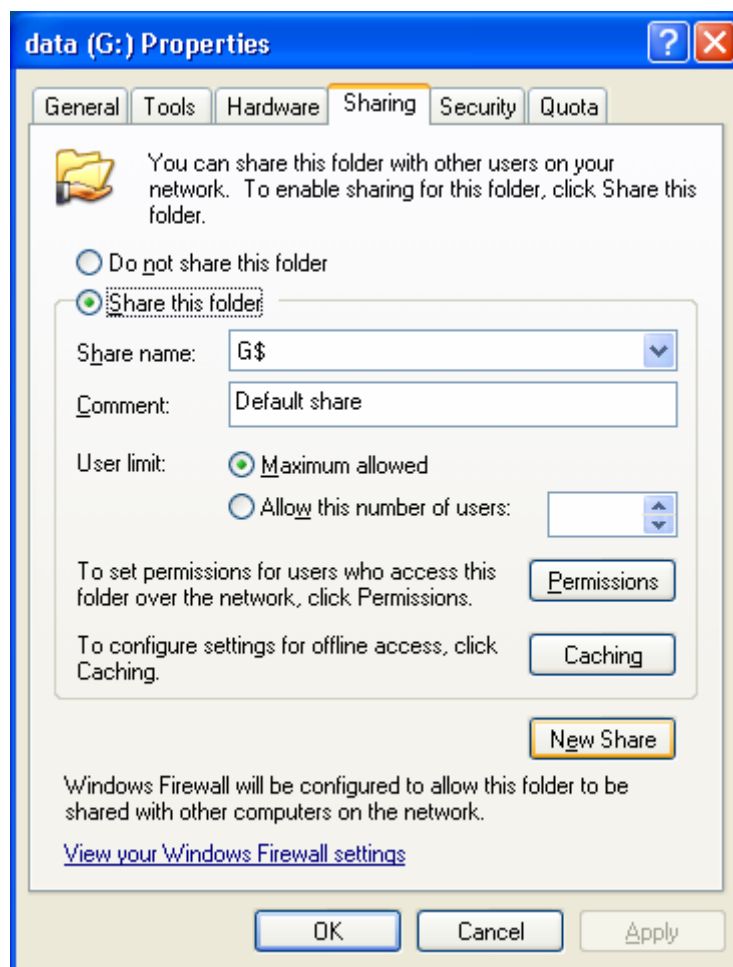 data (G:) Properties
General Tools Hardware Sharing Security Quota
You can share this folder with other users on your
network. To enable sharing for this folder, click Share this
folder.
Do not share this folder
Share this folder
Share name: G$
Comment: Default share
User limit: Maximum allowed
Allow this number of users:
To set permissions for users who access this
folder over the network, click Permissions.
Permissions
To configure settings for offline access, click
Caching.
Caching
New Share
Windows Firewall will be configured to allow this folder to be
shared with other computers on the network.
View your Windows Firewall settings
OK Cancel Apply